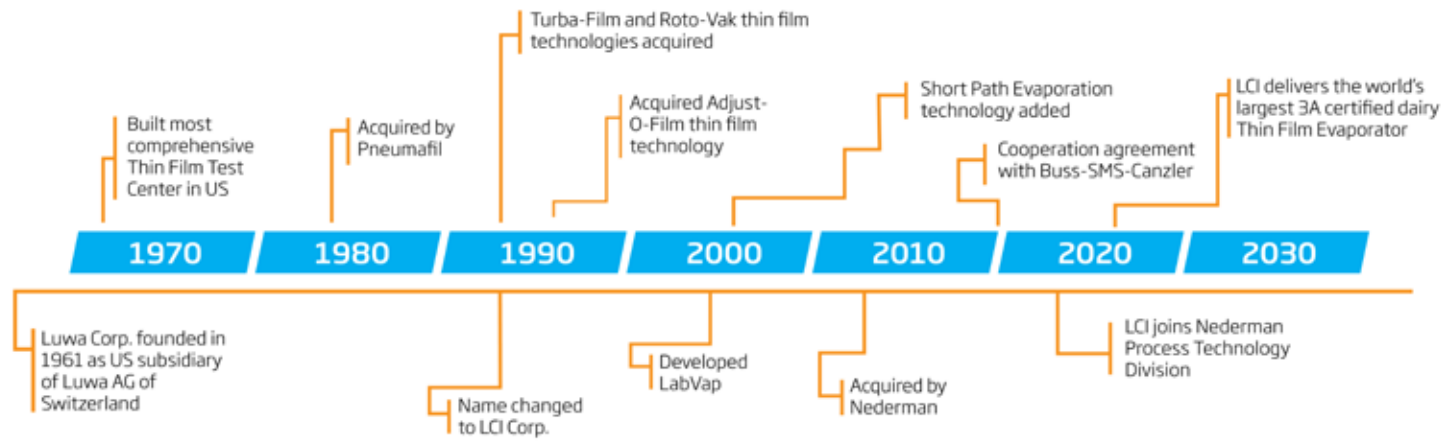 Turba-Film and Roto-Vak thin film
technologies acquired
Built most
comprehensive
Thin Film Test
Center in US
Acquired by
Pneumafil
Acquired Adjust-
O-Film thin film
technology
Short Path Evaporation
technology added
Cooperation agreement
with Buss-SMS-Canzler
LCI delivers the world's
largest 3A certified dairy
Thin Film Evaporator
1970
1980
1990
2000
2010
2020
2030
Luwa Corp. founded in
1961 as US subsidiary
of Luwa AG of
Switzerland
Name changed
to LCI Corp.
Developed
LabVap
Acquired by
Nederman
LCI joins Nederman
Process Technology
Division